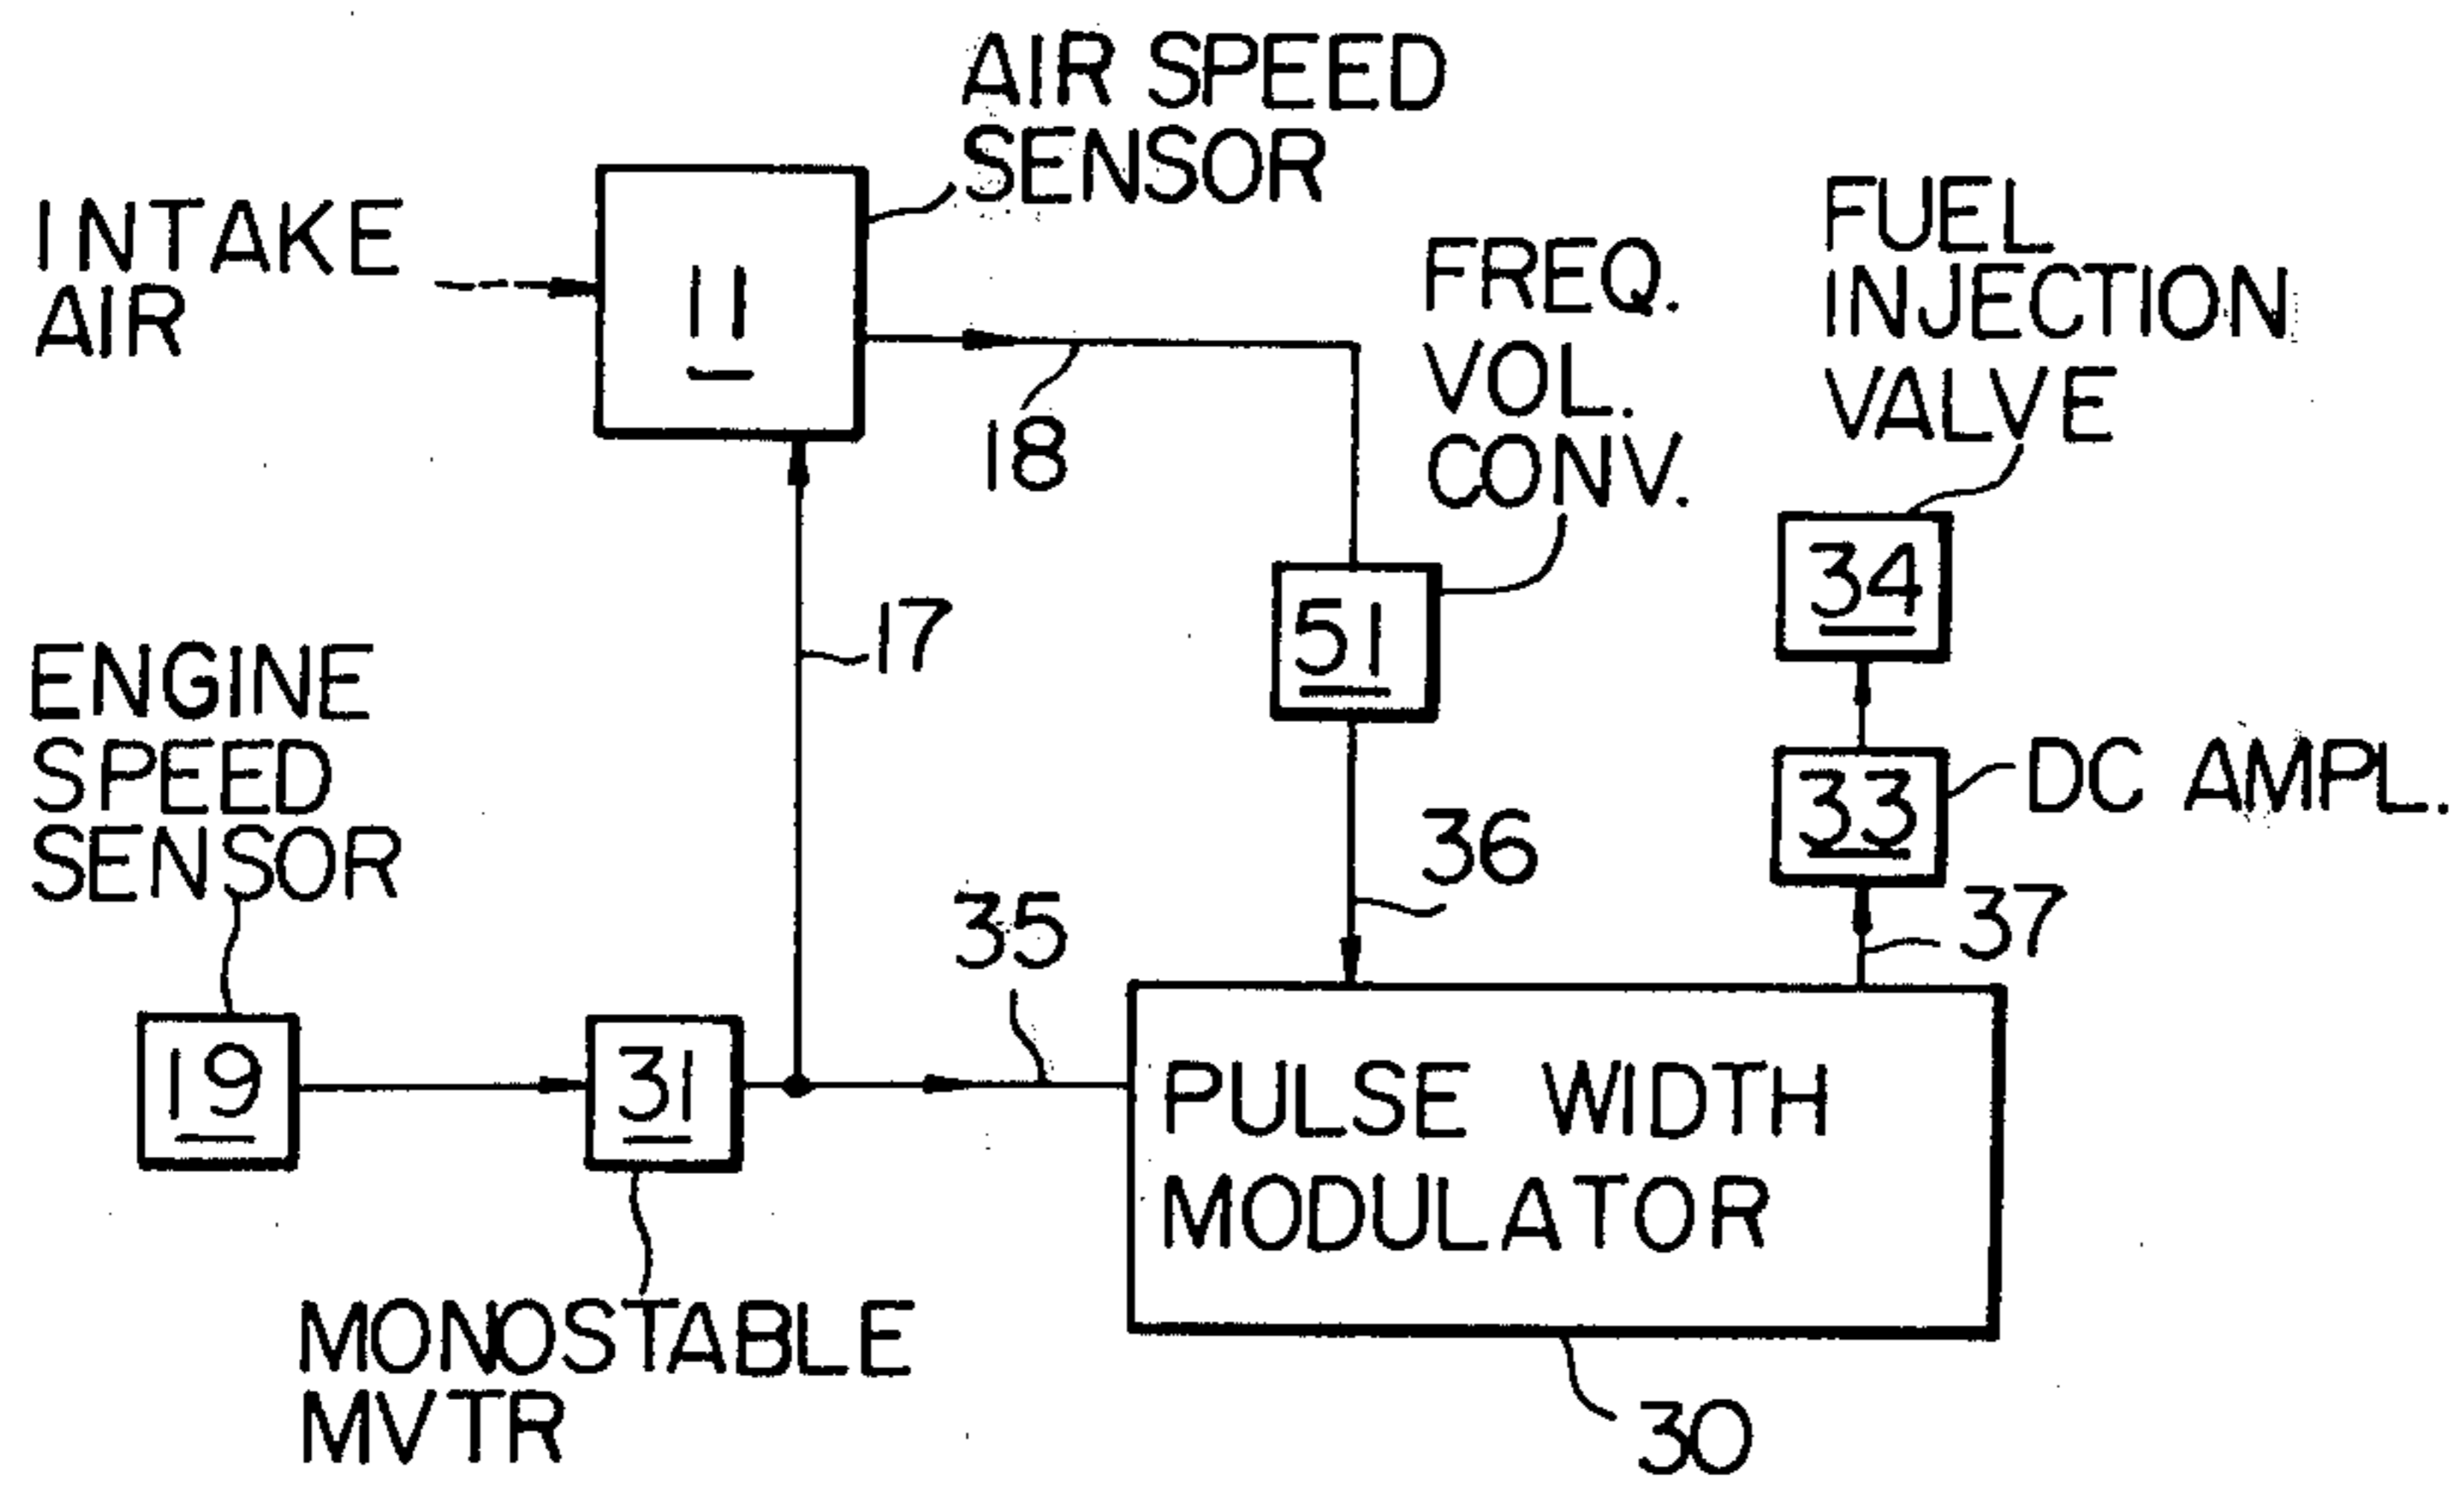 AIR SPEED
SENSOR
INTAKE
AIR
11
18
FREQ.
VOL.
CONV.
FUEL
INJECTION
VALVE
34
51
17
ENGINE
SPEED
SENSOR
33
DC AMPL.
36
35
37
19
31
PULSE WIDTH
MODULATOR
MONOSTABLE
MVTR
30